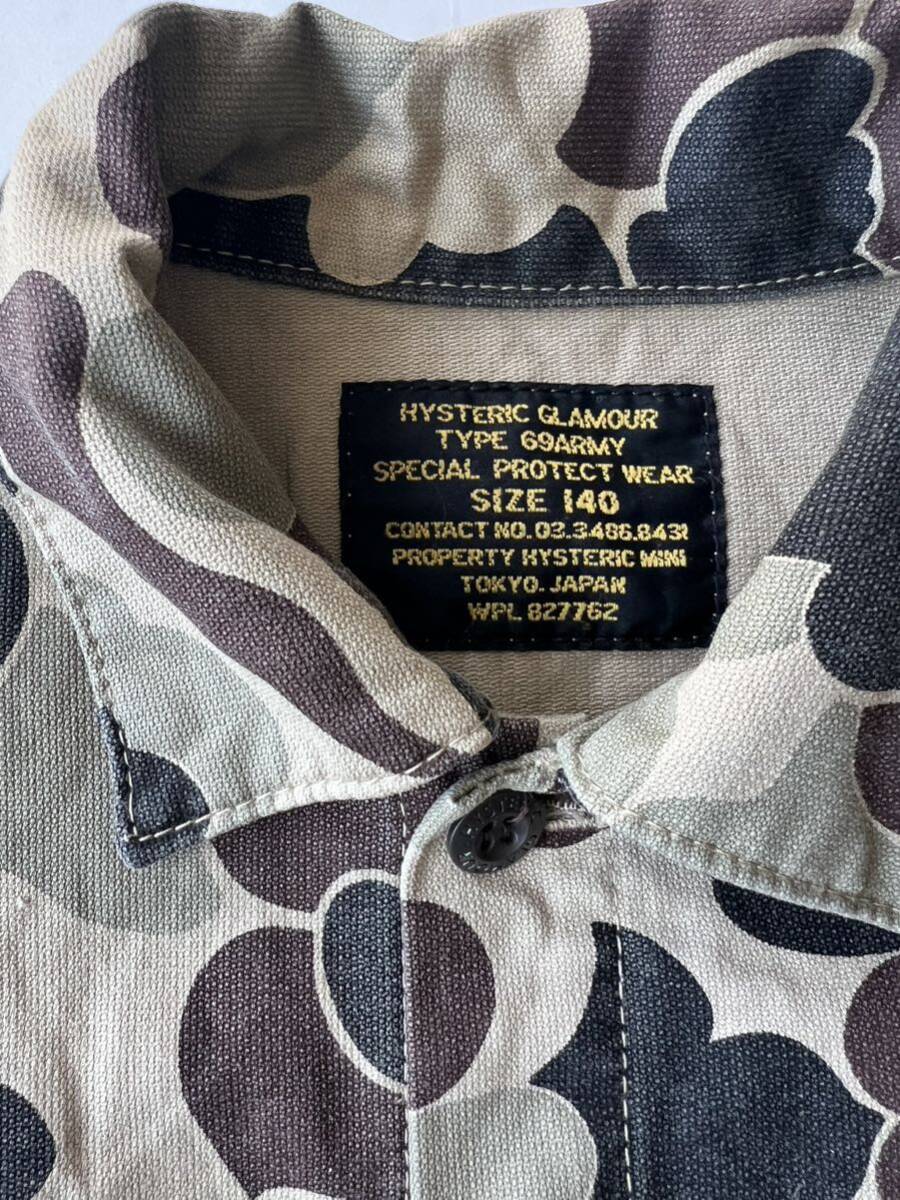 HYSTERIC GLAMOUR
TYPE 69ARMY
SPECIAL PROTECT WEAR
SIZE 140
CONTACT NO.03.3486.8431
PROPERTY HYSTERIC MINI
TOKYO.JAPAN
WPL 827762